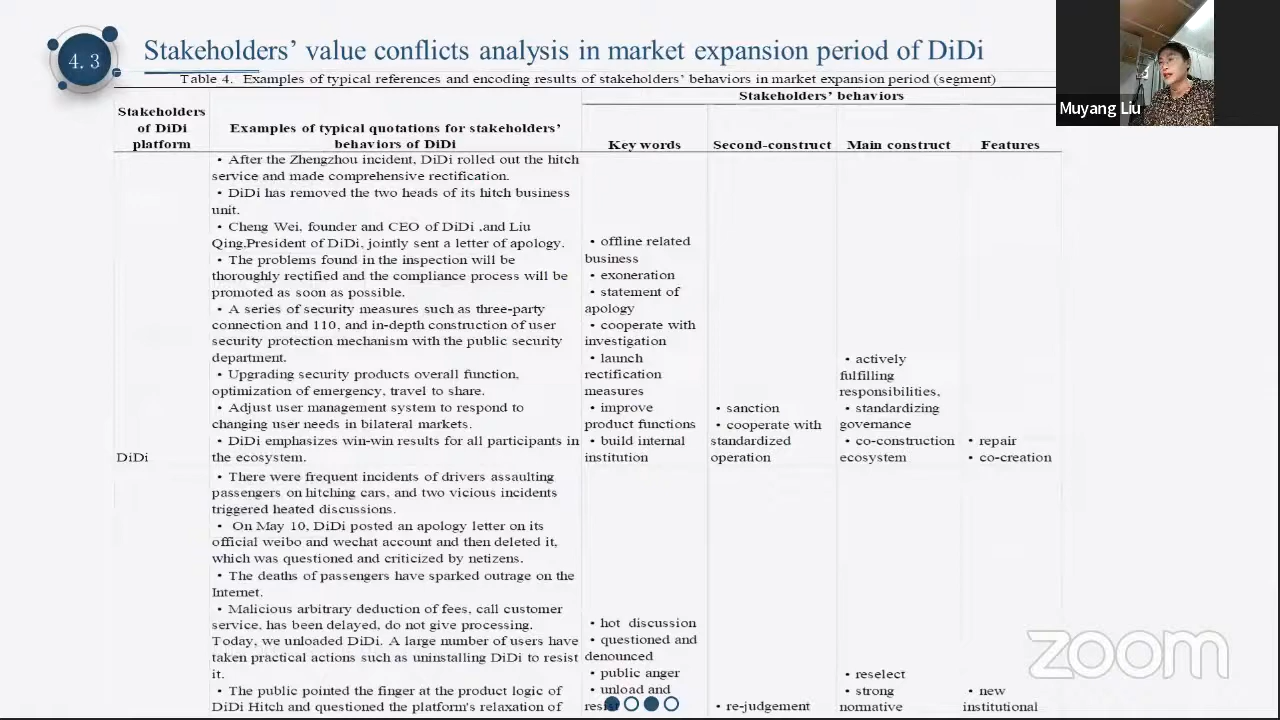 4. 3
Stakeholders' value conflicts analysis in market expansion period of DiDi
Table 4. Examples of typical references and encoding results of stakeholders' behaviors in market expansion period (segment)
Stakeholders
of DiDi
platform
Examples of typical quotations for stakeholders'
behaviors of DiDi
Stakeholders' behaviors
Key words
Second-construct
Main construct
Features
DiDi
• After the Zhengzhou incident, DiDi rolled out the hitch
service and made comprehensive rectification.
• DiDi has removed the two heads of its hitch business
unit.
• Cheng Wei, founder and CEO of DiDi ,and Liu
Qing,President of DiDi, jointly sent a letter of apology.
• The problems found in the inspection will be
thoroughly rectified and the compliance process will be
promoted as soon as possible.
• A series of security measures such as three-party
connection and 110, and in-depth construction of user
security protection mechanism with the public security
department.
• Upgrading security products overall function,
optimization of emergency, travel to share.
• Adjust user management system to respond to
changing user needs in bilateral markets.
• DiDi emphasizes win-win results for all participants in
the ecosystem.
• offline related
business
• exoneration
• statement of
apology
• cooperate with
investigation
• launch
rectification
measures
• improve
product functions
• build internal
institution
• sanction
• cooperate with
standardized
operation
• actively
fulfilling
responsibilities,
• standardizing
governance
• co-construction
ecosystem
• repair
• co-creation
• There were frequent incidents of drivers assaulting
passengers on hitching cars, and two vicious incidents
triggered heated discussions.
• On May 10, DiDi posted an apology letter on its
official weibo and wechat account and then deleted it,
which was questioned and criticized by netizens.
• The deaths of passengers have sparked outrage on the
Internet.
• Malicious arbitrary deduction of fees, call customer
service, has been delayed, do not give processing.
Today, we unloaded DiDi. A large number of users have
taken practical actions such as uninstalling DiDi to resist
it.
• The public pointed the finger at the product logic of
DiDi Hitch and questioned the platform's relaxation of
• hot discussion
• questioned and
denounced
• public anger
• unload and
• re-judgement
• reselect
• strong
normative
• new
institutional
Muyang Liu
zoom